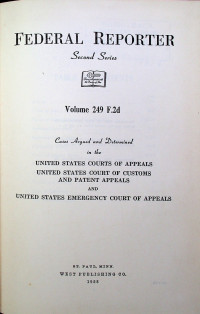 FEDERAL REPORTER
Second Series
Volume 249 F.2d
Cases Argued and Determined
in the
UNITED STATES COURTS OF APPEALS
UNITED STATES COURT OF CUSTOMS
AND PATENT APPEALS
AND
UNITED STATES EMERGENCY COURT OF APPEALS
ST. PAUL, MINN.
WEST PUBLISHING CO.
1958